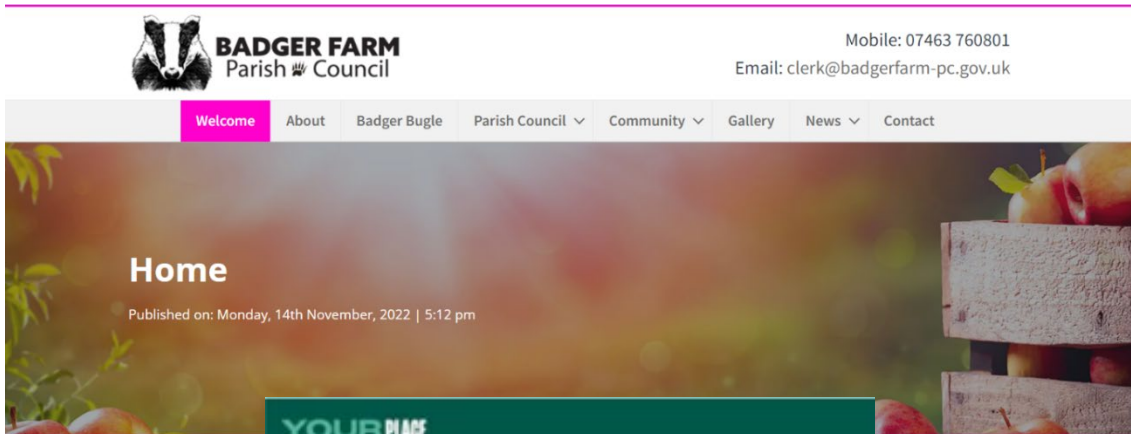 BADGER FARM
Parish Council
Mobile: 07463 760801
Email: clerk@badgerfarm-pc.gov.uk
Welcome About Badger Bugle Parish Council Community Gallery News Contact
Home
Published on: Monday, 14th November, 2022 | 5:12 pm
YOUR PLACE